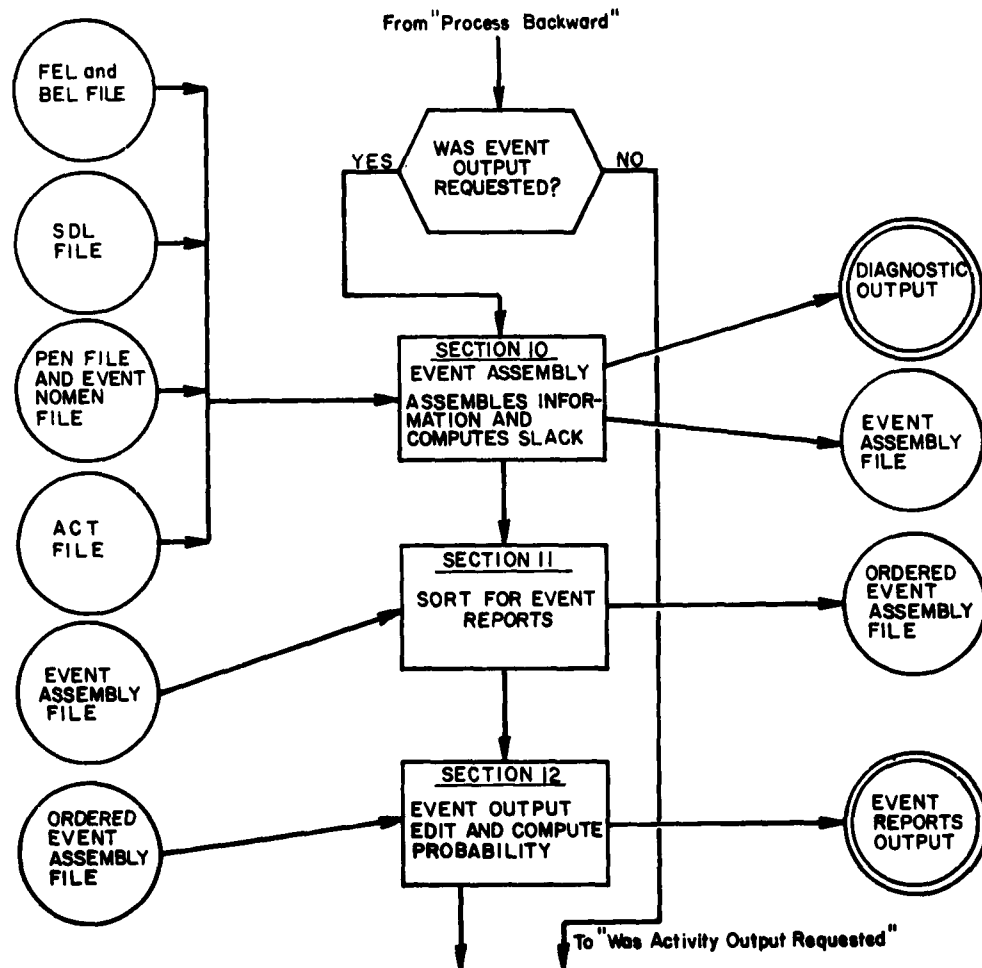 From "Process Backward"
FEL and
BEL FILE
WAS EVENT
OUTPUT
REQUESTED?
YES
NO
SDL
FILE
DIAGNOSTIC
OUTPUT
PEN FILE
AND EVENT
NOMEN
FILE
SECTION 10
EVENT ASSEMBLY
ASSEMBLES INFOR-
MATION AND
COMPUTES SLACK
EVENT
ASSEMBLY
FILE
ACT
FILE
SECTION 11
SORT FOR EVENT
REPORTS
ORDERED
EVENT
ASSEMBLY
FILE
EVENT
ASSEMBLY
FILE
SECTION 12
EVENT OUTPUT
EDIT AND COMPUTE
PROBABILITY
ORDERED
EVENT
ASSEMBLY
FILE
EVENT
REPORTS
OUTPUT
To "Was Activity Output Requested"